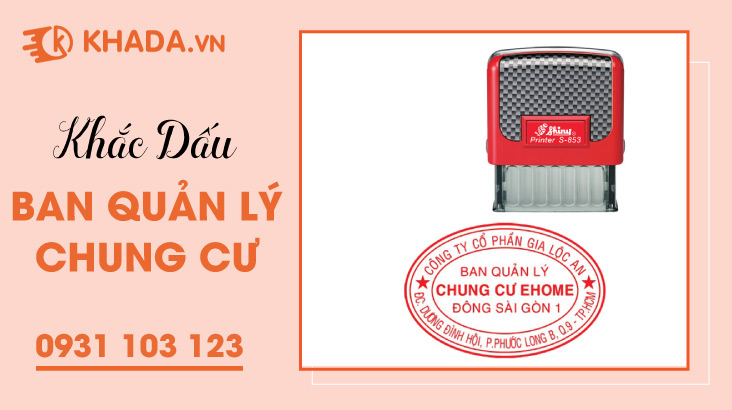 KHADA.VN
Khắc Dấu
BAN QUẢN LÝ
CHUNG CƯ
0931 103 123
Shiny
Printer S-853
CÔNG TY CỔ PHẦN GIA LỘC AN
BAN QUẢN LÝ
CHUNG CƯ EHOME
ĐÔNG SÀI GÒN 1
ĐC: DƯƠNG ĐÌNH HỘI, P.PHƯỚC LONG B, Q.9 - TP.HCM